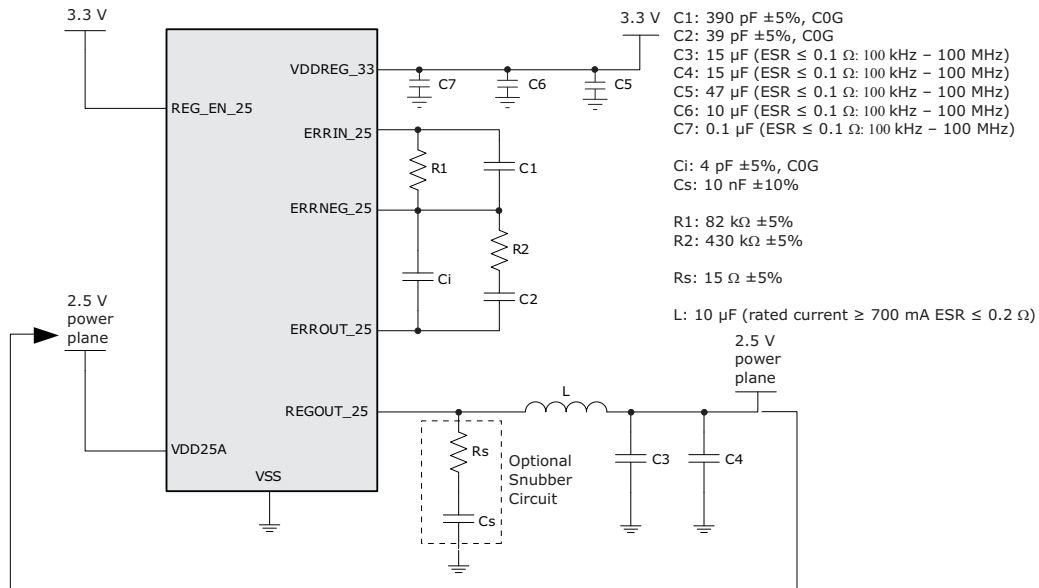 3.3 V
REG_EN_25
2.5 V
power
plane
VDD25A
VSS
VDDREG_33
ERRIN_25
ERRNEG_25
ERROUT_25
REGOUT_25
3.3 V
C7
C6
C5
R1
C1
R2
Ci
C2
L
2.5 V
power
plane
Rs
Cs
Optional
Snubber
Circuit
C3
C4
C1: 390 pF ±5%, C0G
C2: 39 pF ±5%, C0G
C3: 15 µF (ESR ≤ 0.1 Ω: 100 kHz – 100 MHz)
C4: 15 µF (ESR ≤ 0.1 Ω: 100 kHz – 100 MHz)
C5: 47 µF (ESR ≤ 0.1 Ω: 100 kHz – 100 MHz)
C6: 10 µF (ESR ≤ 0.1 Ω: 100 kHz – 100 MHz)
C7: 0.1 µF (ESR ≤ 0.1 Ω: 100 kHz – 100 MHz)
Ci: 4 pF ±5%, C0G
Cs: 10 nF ±10%
R1: 82 kΩ ±5%
R2: 430 kΩ ±5%
Rs: 15 Ω ±5%
L: 10 µF (rated current ≥ 700 mA ESR ≤ 0.2 Ω)